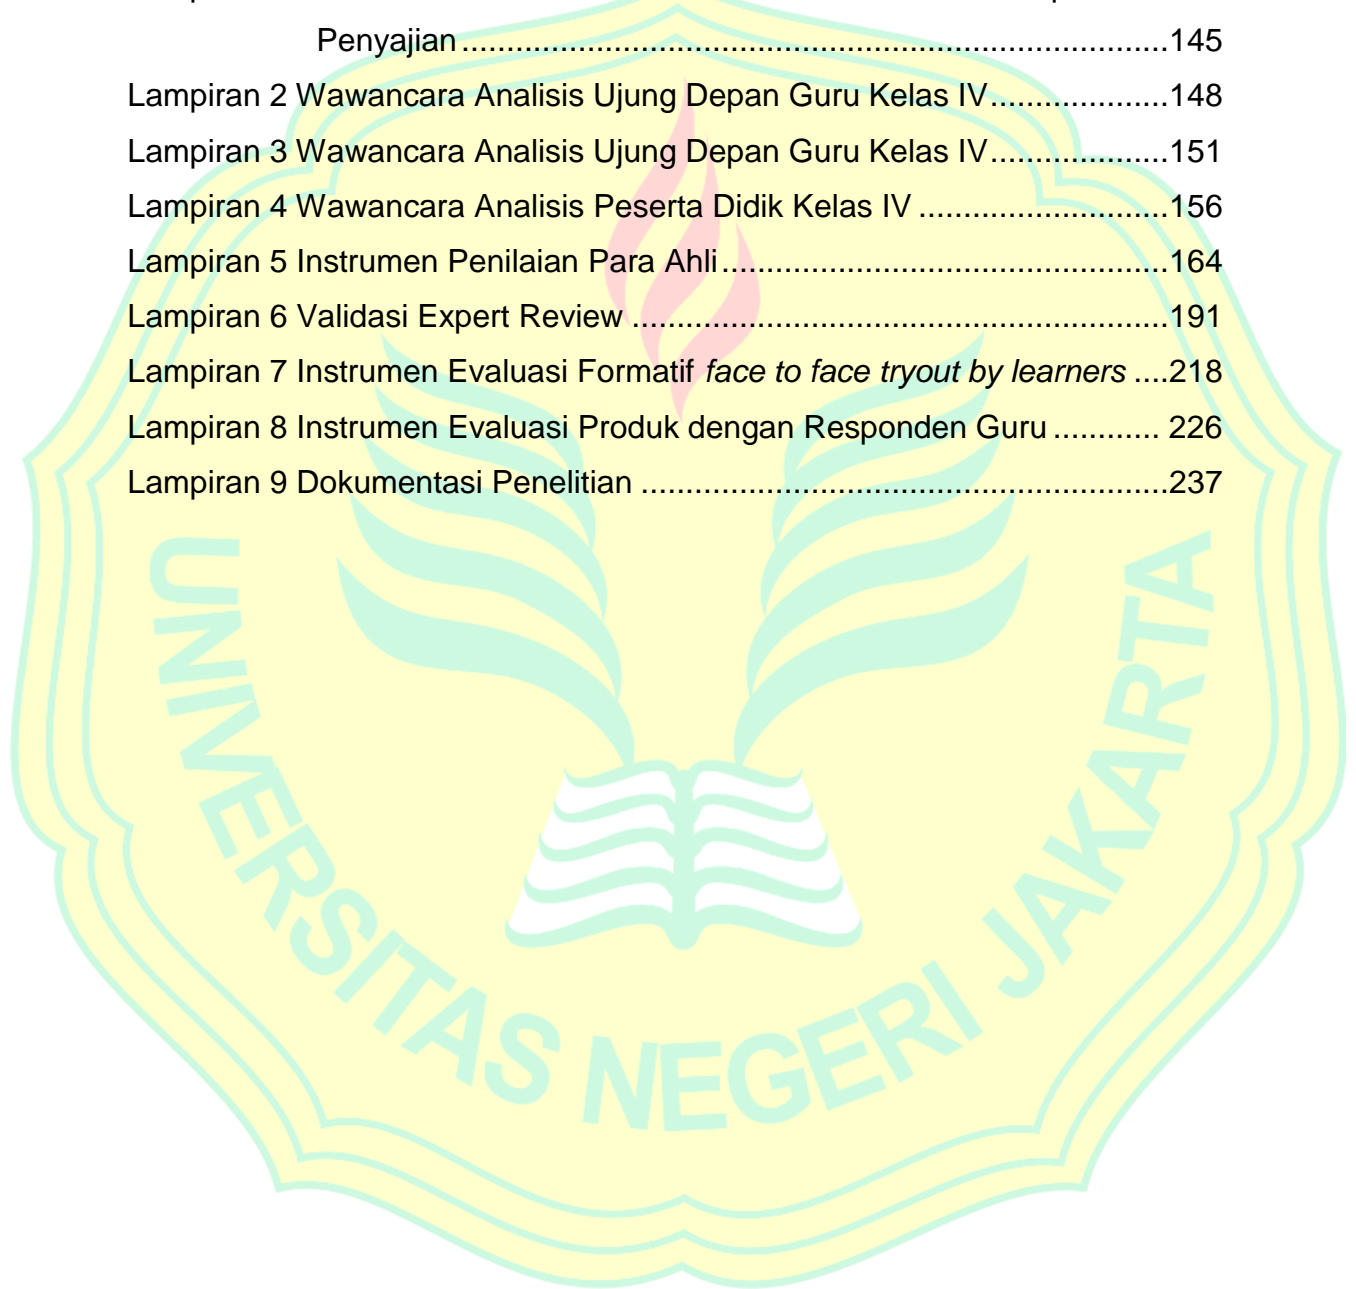 Penyajian ..............................................................................145
Lampiran 2 Wawancara Analisis Ujung Depan Guru Kelas IV....................148
Lampiran 3 Wawancara Analisis Ujung Depan Guru Kelas IV....................151
Lampiran 4 Wawancara Analisis Peserta Didik Kelas IV ............................156
Lampiran 5 Instrumen Penilaian Para Ahli..................................................164
Lampiran 6 Validasi Expert Review ............................................................191
Lampiran 7 Instrumen Evaluasi Formatif face to face tryout by learners ....218
Lampiran 8 Instrumen Evaluasi Produk dengan Responden Guru ............ 226
Lampiran 9 Dokumentasi Penelitian ...........................................................237
UNIVERSITAS NEGERI JAKARTA